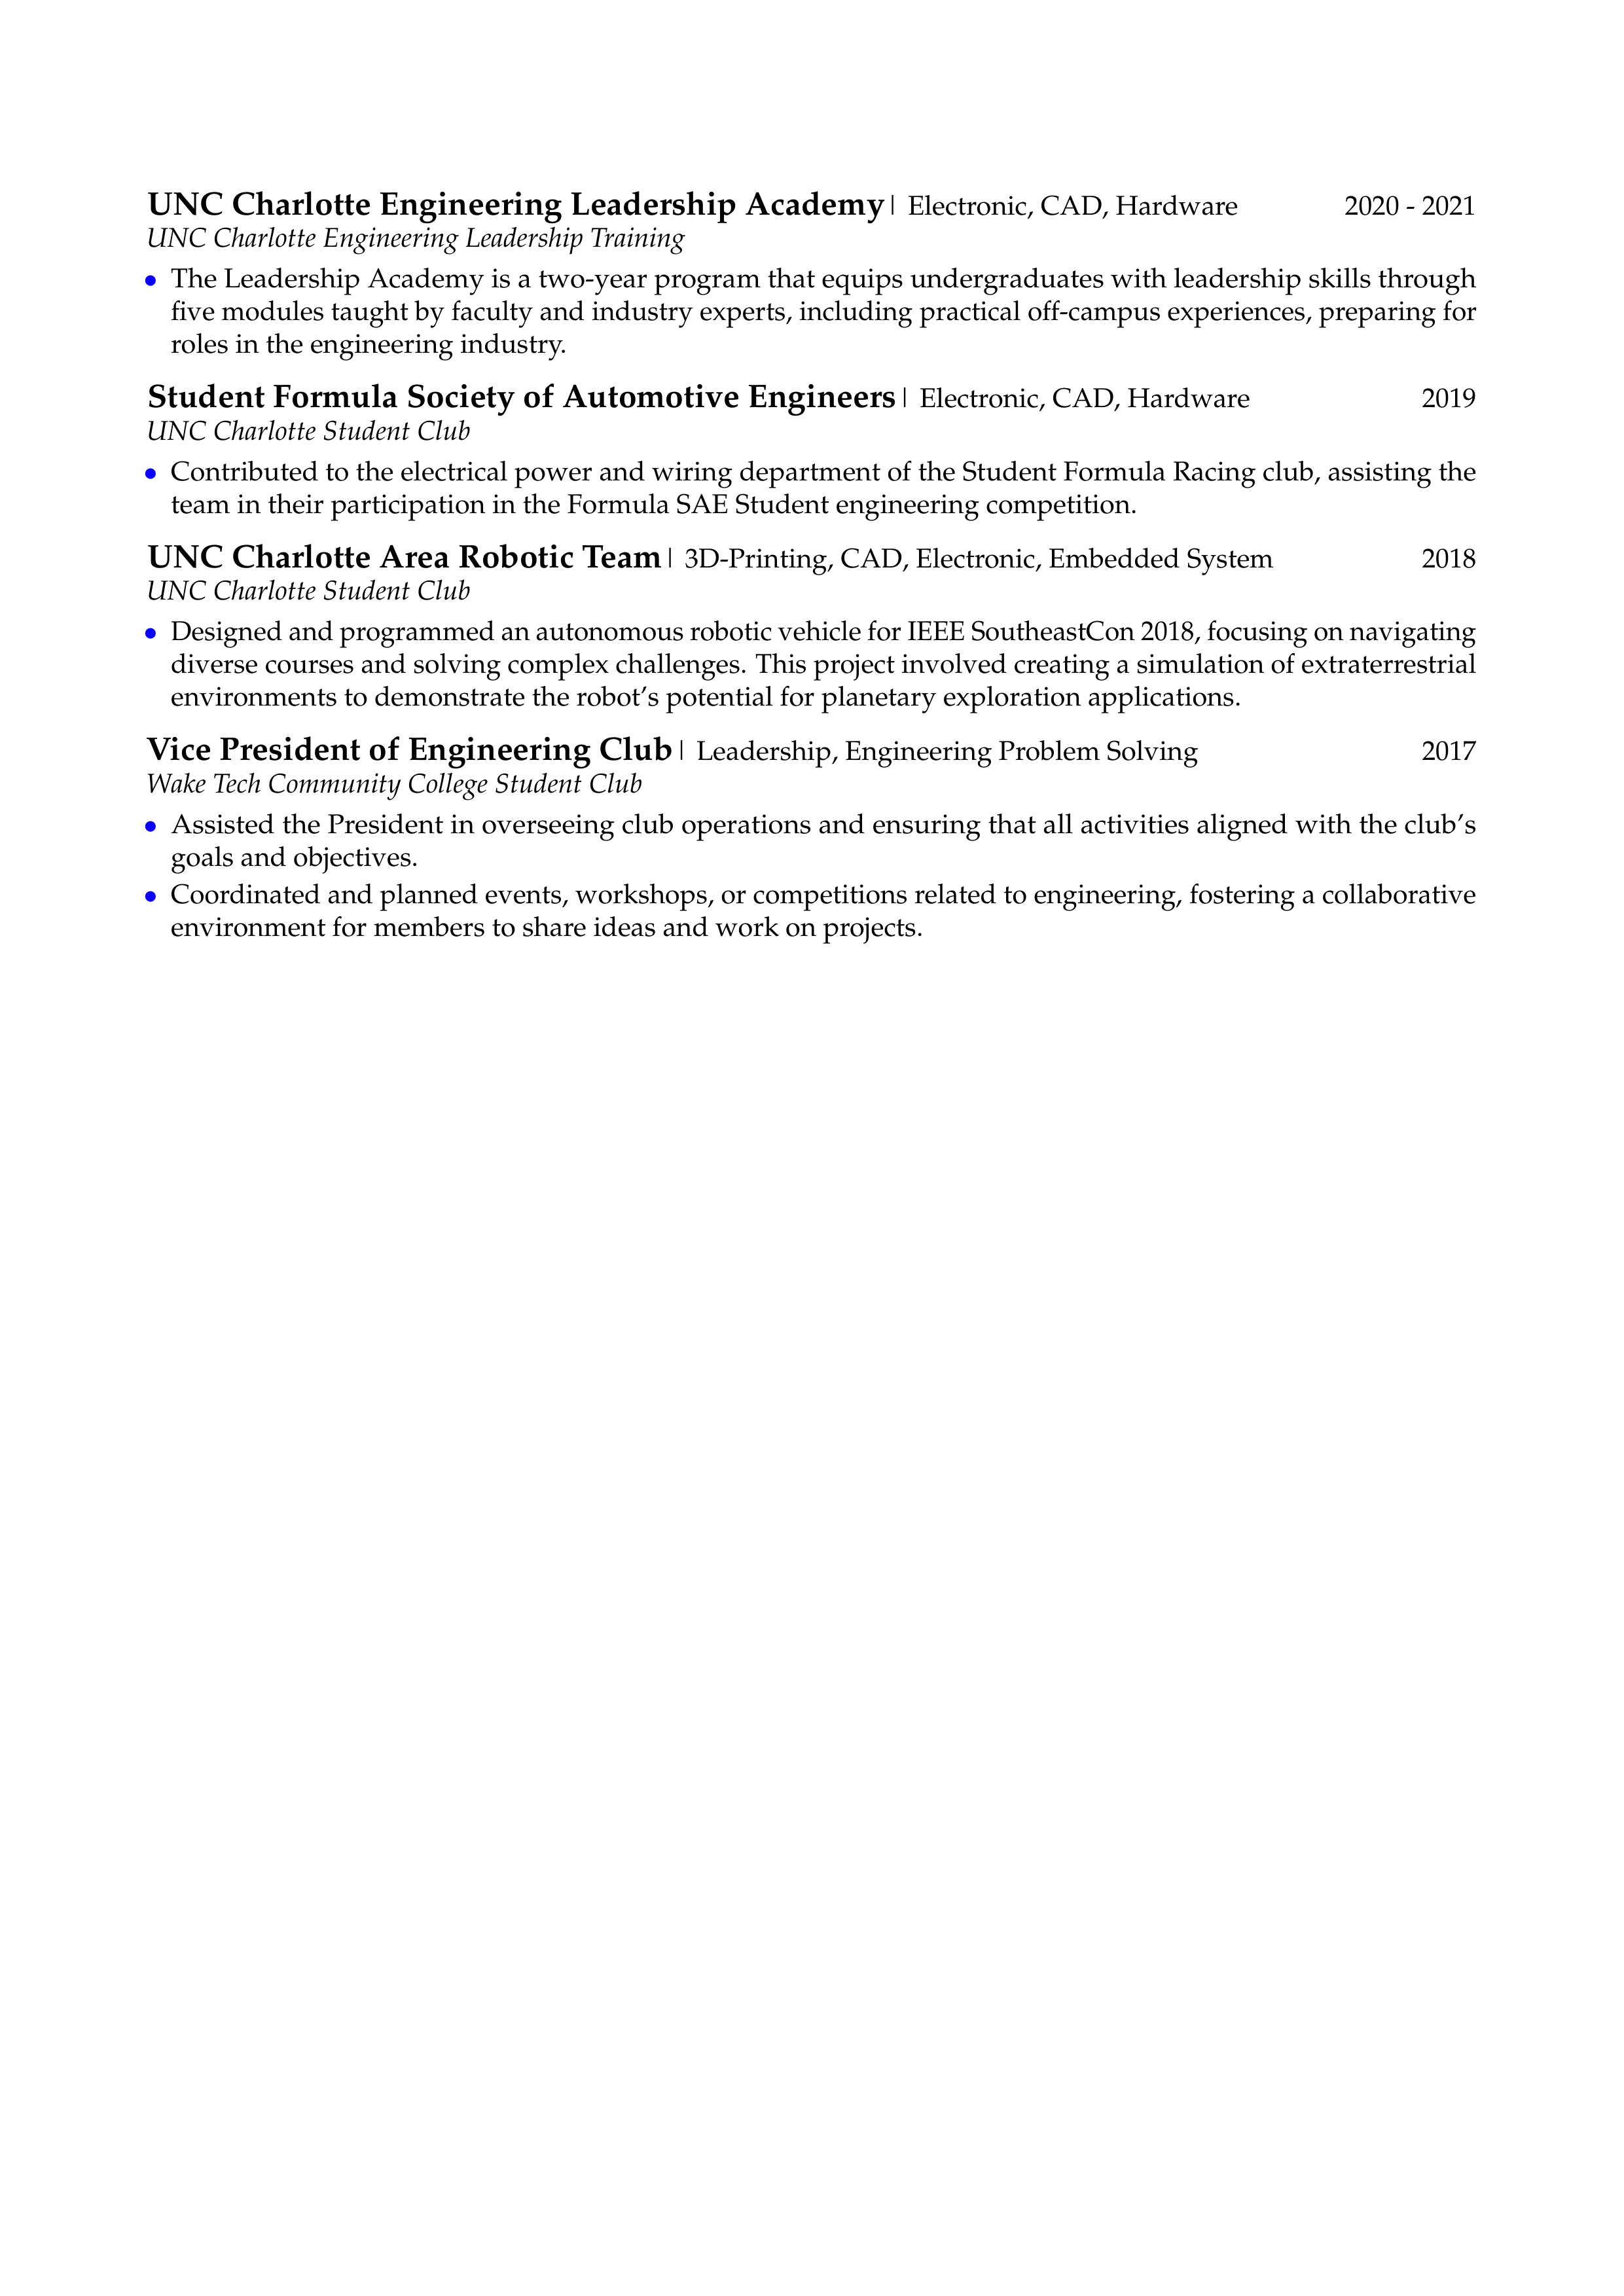 UNC Charlotte Engineering Leadership Academy | Electronic, CAD, Hardware 2020 - 2021
UNC Charlotte Engineering Leadership Training
• The Leadership Academy is a two-year program that equips undergraduates with leadership skills through
five modules taught by faculty and industry experts, including practical off-campus experiences, preparing for
roles in the engineering industry.
Student Formula Society of Automotive Engineers | Electronic, CAD, Hardware 2019
UNC Charlotte Student Club
• Contributed to the electrical power and wiring department of the Student Formula Racing club, assisting the
team in their participation in the Formula SAE Student engineering competition.
UNC Charlotte Area Robotic Team | 3D-Printing, CAD, Electronic, Embedded System 2018
UNC Charlotte Student Club
• Designed and programmed an autonomous robotic vehicle for IEEE SoutheastCon 2018, focusing on navigating
diverse courses and solving complex challenges. This project involved creating a simulation of extraterrestrial
environments to demonstrate the robot's potential for planetary exploration applications.
Vice President of Engineering Club | Leadership, Engineering Problem Solving 2017
Wake Tech Community College Student Club
• Assisted the President in overseeing club operations and ensuring that all activities aligned with the club's
goals and objectives.
• Coordinated and planned events, workshops, or competitions related to engineering, fostering a collaborative
environment for members to share ideas and work on projects.